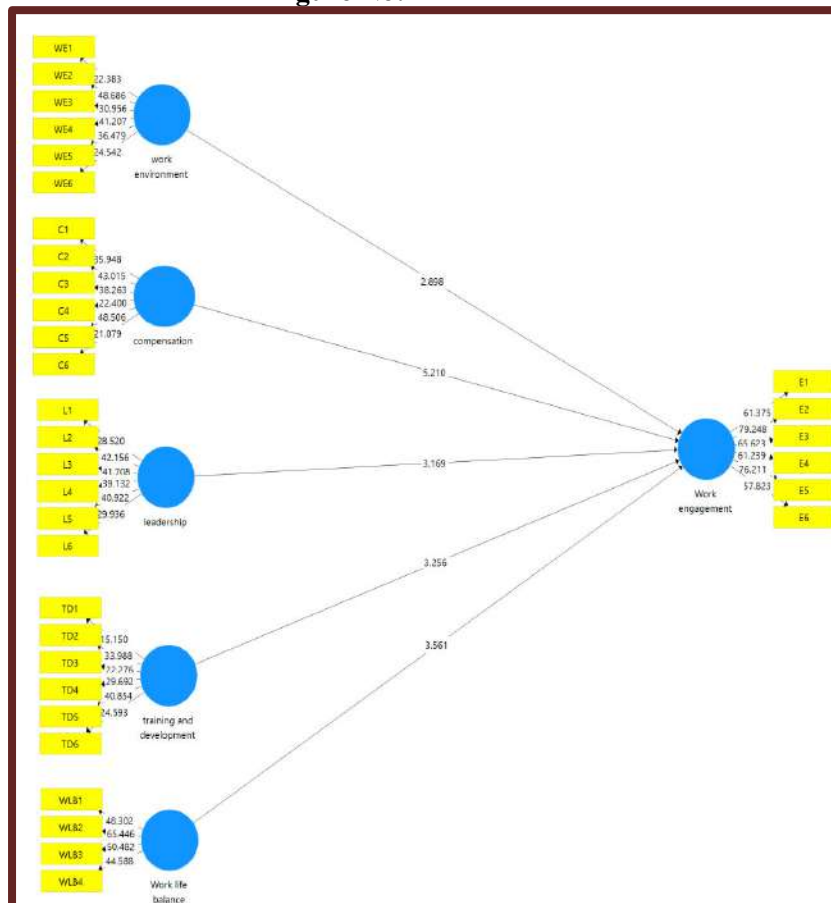 WE1
WE2
22.383
WE3
48.686
30.956
WE4
41.207
36.479
WE5
24.542
WE6
work
environment
C1
C2
35.948
43.015
C3
38.263
C4
22.400
48.506
C5
21.079
C6
compensation
L1
L2
28.520
42.156
L3
41.708
L4
39.132
40.922
L5
29.936
L6
leadership
TD1
TD2
15.150
33.988
TD3
22.276
TD4
29.692
40.854
TD5
24.593
TD6
training and
development
WLB1
48.302
WLB2
65.446
WLB3
50.482
44.588
WLB4
Work life
balance
2.898
5.210
3.169
3.256
3.561
Work
engagement
E1
61.375
E2
79.248
E3
65.623
61.239
E4
76.211
E5
57.823
E6